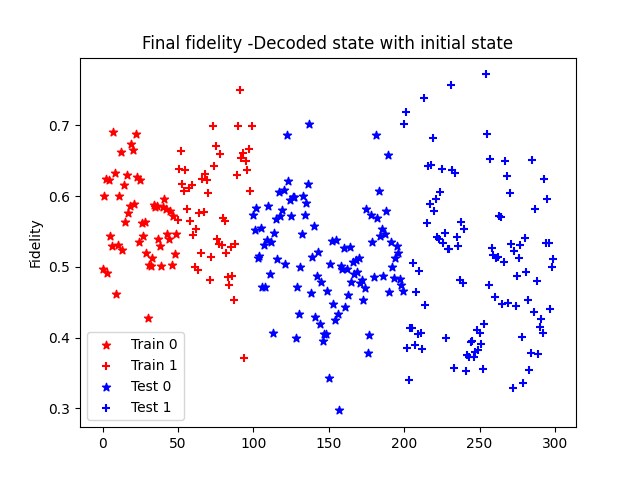 Final fidelity -Decoded state with initial state
Fidelity
0.7
0.6
0.5
0.4
0.3
Train 0
Train 1
Test 0
Test 1
0 50 100 150 200 250 300